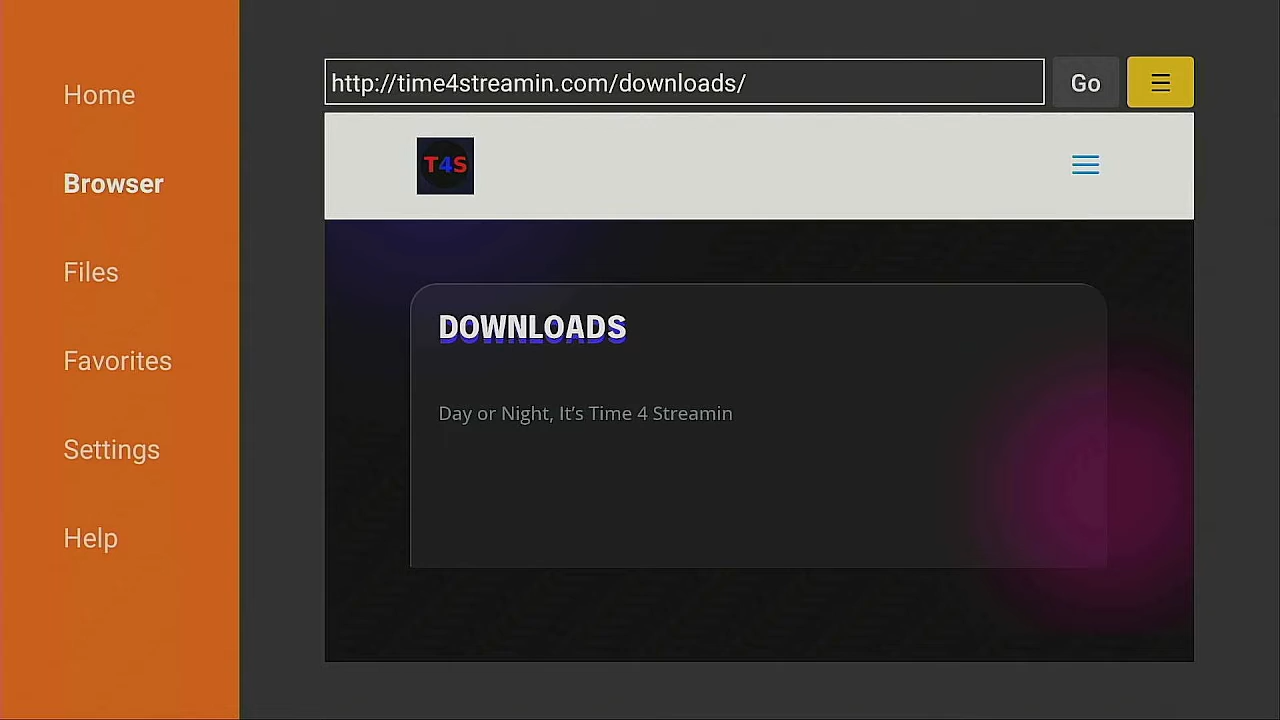 Home
Browser
Files
Favorites
Settings
Help
http://time4streamin.com/downloads/
Go
T4S
DOWNLOADS
Day or Night, It’s Time 4 Streamin